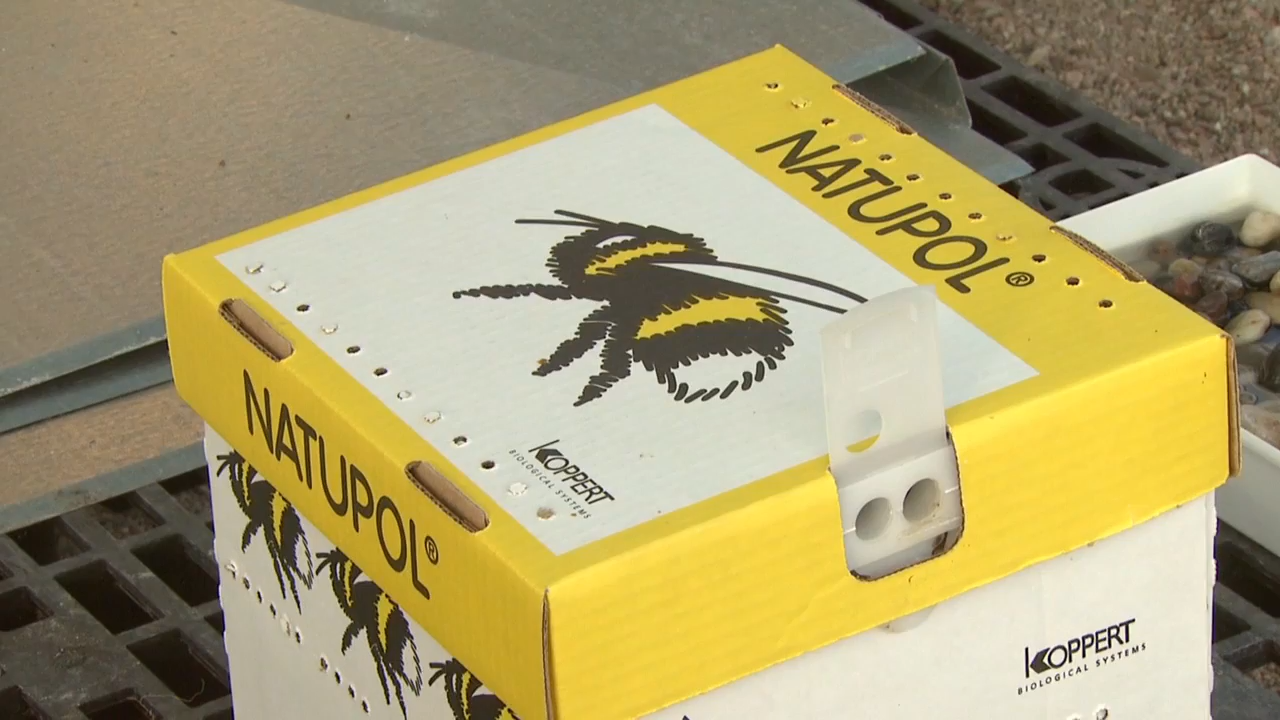 NATUPOL®
KOPPERT
BIOLOGICAL SYSTEMS
NATUPOL®
KOPPERT
BIOLOGICAL SYSTEMS